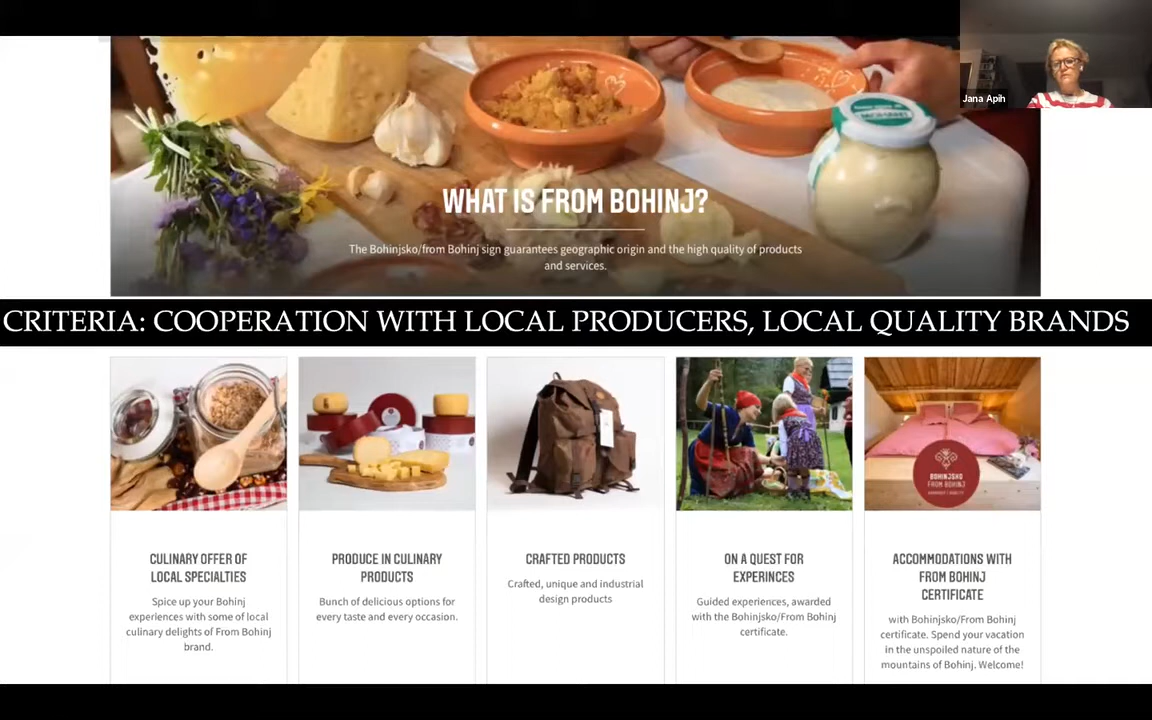 Jana Apih
WHAT IS FROM BOHINJ?
The Bohinjsko/from Bohinj sign guarantees geographic origin and the high quality of products
and services.
CRITERIA: COOPERATION WITH LOCAL PRODUCERS, LOCAL QUALITY BRANDS
BOHINJSKO
FROM BOHINJ
CULINARY OFFER OF
LOCAL SPECIALTIES
Spice up your Bohinj
experiences with some of local
culinary delights of From Bohinj
brand.
PRODUCE IN CULINARY
PRODUCTS
Bunch of delicious options for
every taste and every occasion.
CRAFTED PRODUCTS
Crafted, unique and industrial
design products
ON A QUEST FOR
EXPERINCES
Guided experiences, awarded
with the Bohinjsko/From Bohinj
certificate.
ACCOMMODATIONS WITH
FROM BOHINJ
CERTIFICATE
with Bohinjsko/From Bohinj
certificate. Spend your vacation
in the unspoiled nature of the
mountains of Bohinj. Welcome!